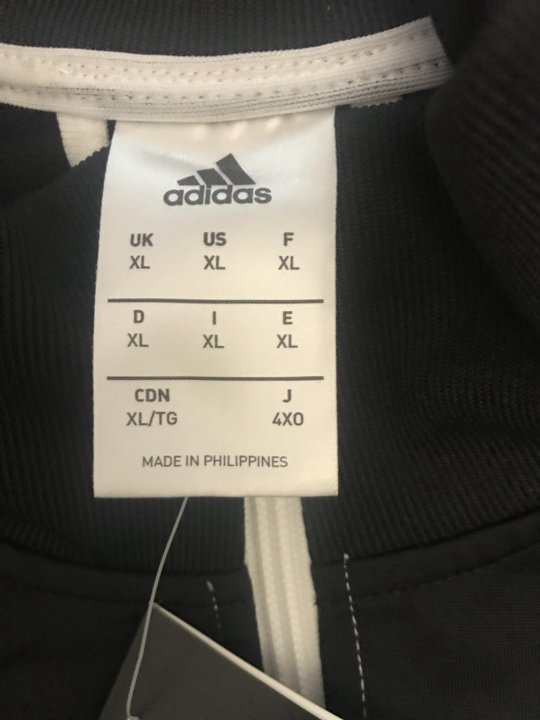 adidas
UK US F
XL XL XL
D I E
XL XL XL
CDN J
XL/TG 4XO
MADE IN PHILIPPINES